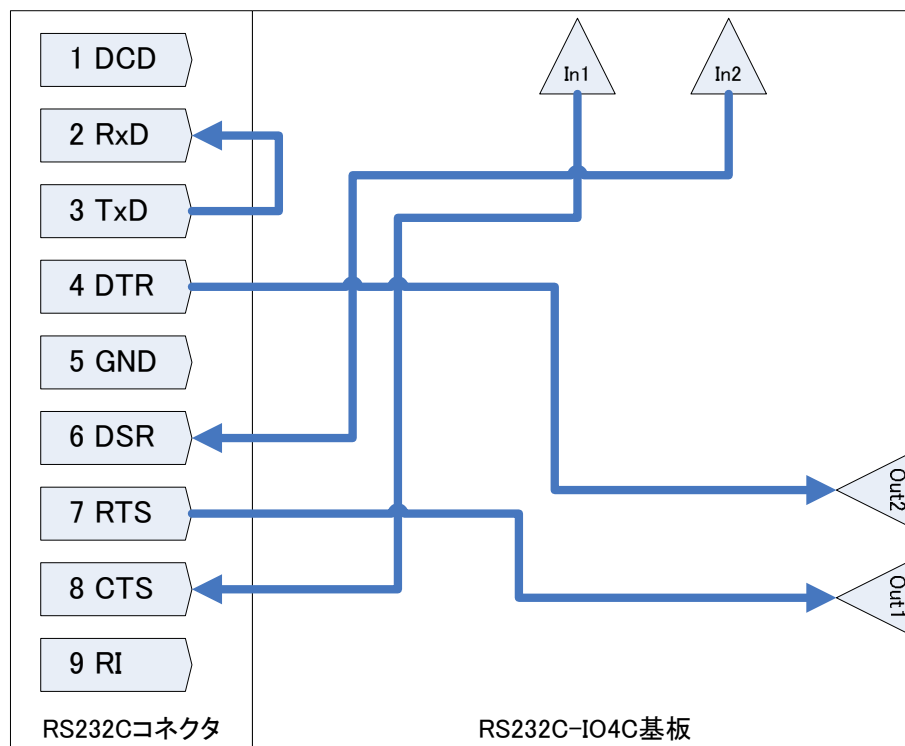 1 DCD
2 RxD
3 TxD
4 DTR
5 GND
6 DSR
7 RTS
8 CTS
9 RI
In1
In2
Out2
Out1
RS232Cコネクタ
RS232C-IO4C基板